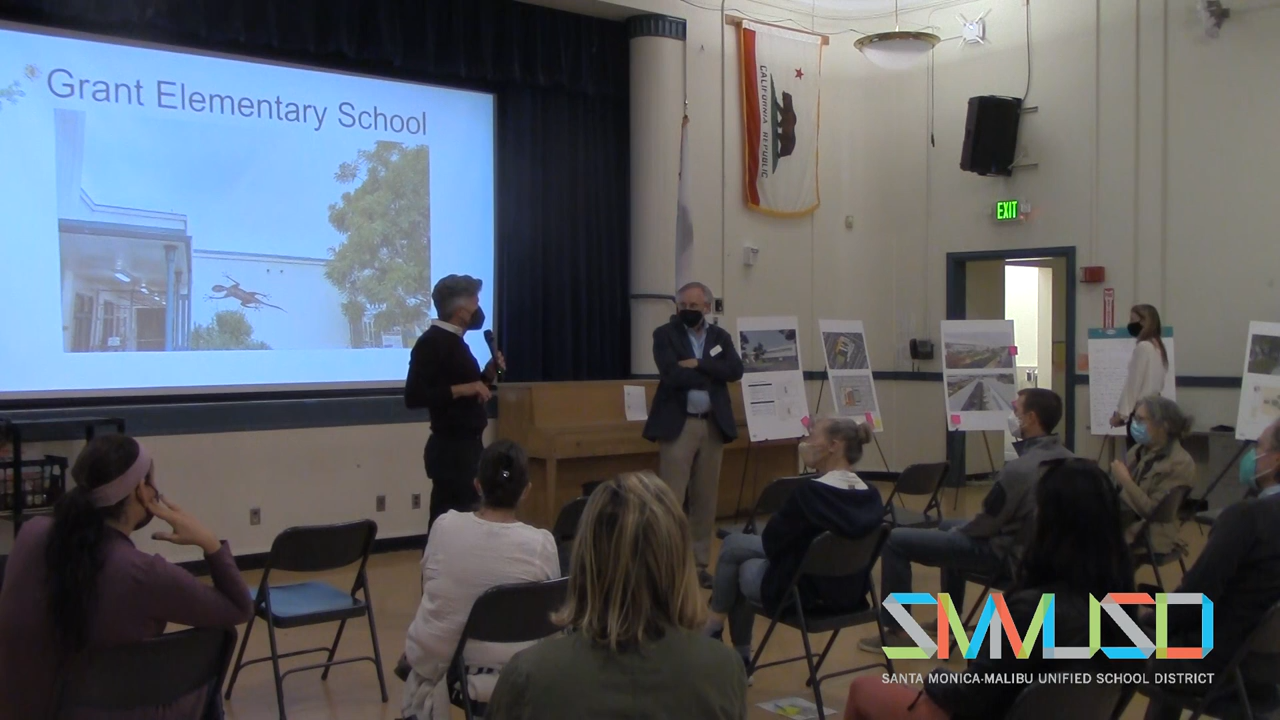 Grant Elementary School
CALIFORNIA REPUBLIC
EXIT
SMMUSD
SANTA MONICA-MALIBU UNIFIED SCHOOL DISTRICT